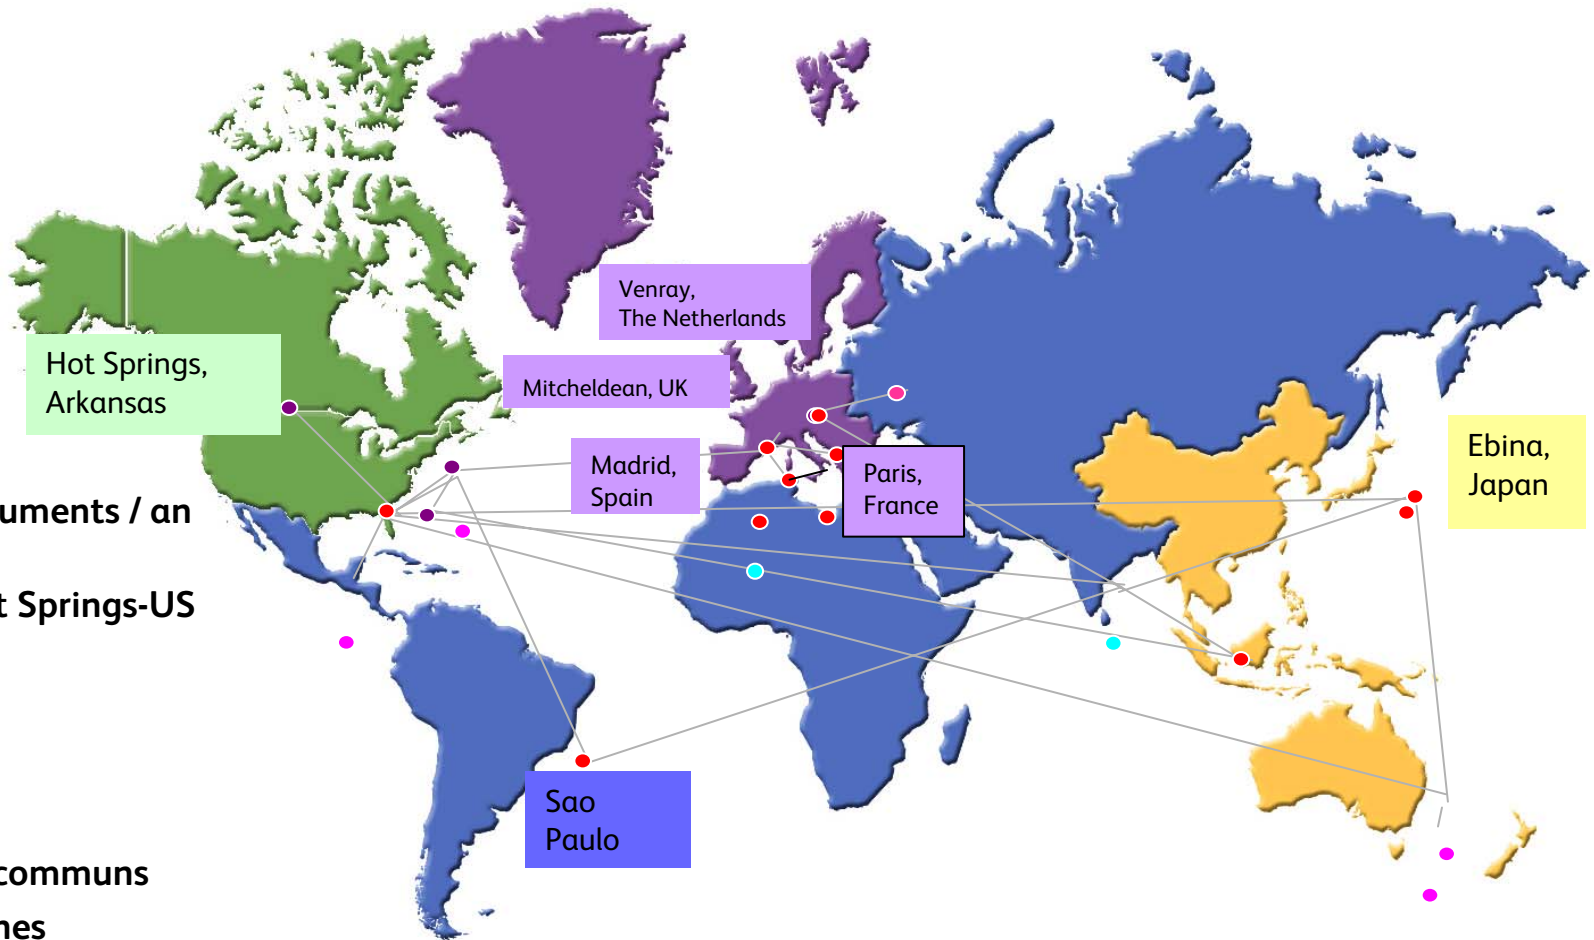 Venray,
The Netherlands
Hot Springs,
Arkansas
Mitcheldean, UK
Madrid,
Spain
Paris,
France
Ebina,
Japan
uments / an
t Springs-US
Sao
Paulo
communs
nes